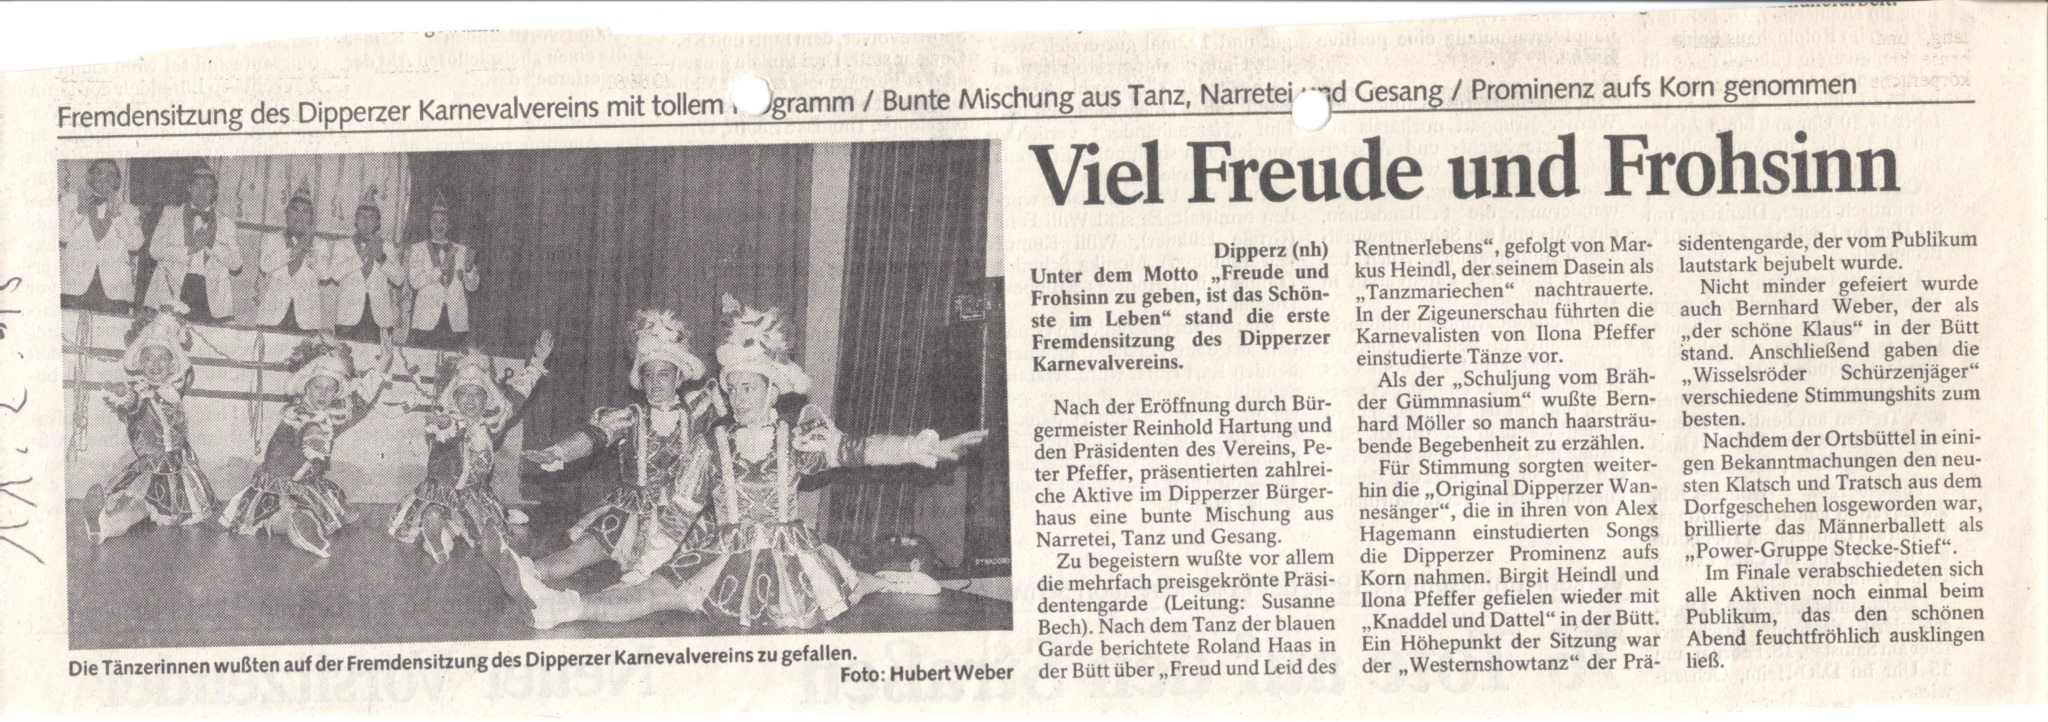 Fremdensitzung des Dipperzer Karnevalvereins mit tollem gramm / Bunte Mischung aus Tanz, Narretei und Gesang / Prominenz aufs Korn genommen
Viel Freude und Frohsinn
Die Tänzerinnen wußten auf der Fremdensitzung des Dipperzer Karnevalvereins zu gefallen.
Foto: Hubert Weber
Dipperz (nh)
Unter dem Motto „Freude und
Frohsinn zu geben, ist das Schön-
ste im Leben“ stand die erste
Fremdensitzung des Dipperzer
Karnevalvereins.
Nach der Eröffnung durch Bür-
germeister Reinhold Hartung und
den Präsidenten des Vereins, Pe-
ter Pfeffer, präsentierten zahlrei-
che Aktive im Dipperzer Bürger-
haus eine bunte Mischung aus
Narretei, Tanz und Gesang.
Zu begeistern wußte vor allem
die mehrfach preisgekrönte Präsi-
dentengarde (Leitung: Susanne
Bech). Nach dem Tanz der blauen
Garde berichtete Roland Haas in
der Bütt über „Freud und Leid des
Rentnerlebens“, gefolgt von Mar-
kus Heindl, der seinem Dasein als
„Tanzmariechen“ nachtrauerte.
In der Zigeunerschau führten die
Karnevalisten von Ilona Pfeffer
einstudierte Tänze vor.
Als der „Schuljung vom Bräh-
der Gümmnasium“ wußte Bern-
hard Möller so manch haarsträu-
bende Begebenheit zu erzählen.
Für Stimmung sorgten weiter-
hin die „Original Dipperzer Wan-
nesänger“, die in ihren von Alex
Hagemann einstudierten Songs
die Dipperzer Prominenz aufs
Korn nahmen. Birgit Heindl und
Ilona Pfeffer gefielen wieder mit
„Knaddel und Dattel“ in der Bütt.
Ein Höhepunkt der Sitzung war
der „Westernshowtanz“ der Prä-
sidentengarde, der vom Publikum
lautstark bejubelt wurde.
Nicht minder gefeiert wurde
auch Bernhard Weber, der als
„der schöne Klaus“ in der Bütt
stand. Anschließend gaben die
„Wisselsröder Schürzenjäger“
verschiedene Stimmungshits zum
besten.
Nachdem der Ortsbüttel in eini-
gen Bekanntmachungen den neu-
sten Klatsch und Tratsch aus dem
Dorfgeschehen losgeworden war,
brillierte das Männerballett als
„Power-Gruppe Stecke-Stief“.
Im Finale verabschiedeten sich
alle Aktiven noch einmal beim
Publikum, das den schönen
Abend feuchtfröhlich ausklingen
ließ.